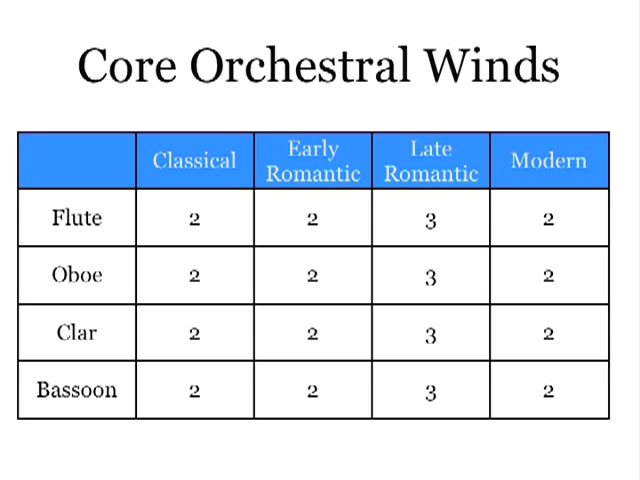 Core Orchestral Winds
Classical Early Romantic Late Romantic Modern
Flute 2 2 3 2
Oboe 2 2 3 2
Clar 2 2 3 2
Bassoon 2 2 3 2